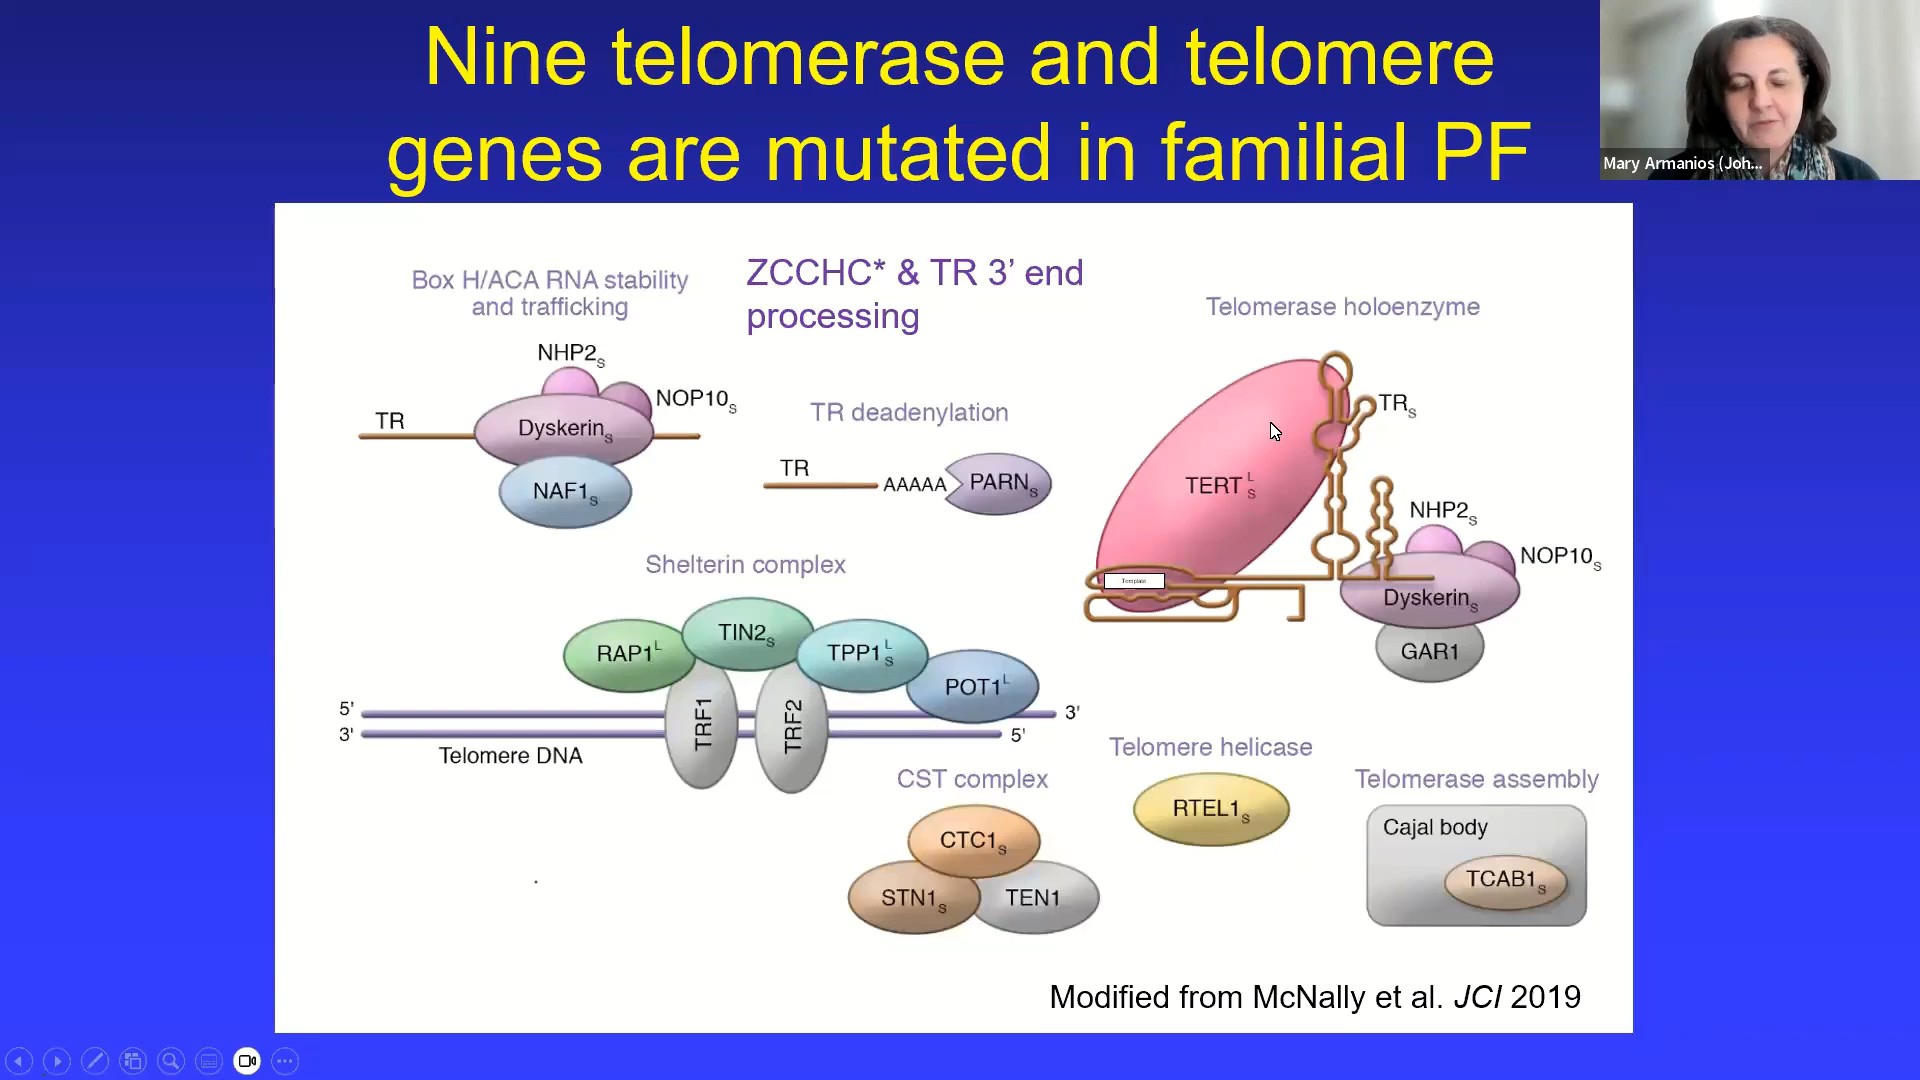 Nine telomerase and telomere
genes are mutated in familial PF
Mary Armanios (Joh...
Box H/ACA RNA stability
and trafficking
NHP2S
NOP10S
TR
DyskerinS
NAF1S
ZCCHC* & TR 3’ end
processing
TR deadenylation
TR
AAAAA
PARNS
Telomerase holoenzyme
TRS
TERT L S
Template
NHP2S
NOP10S
DyskerinS
GAR1
Shelterin complex
RAP1L
TIN2S
TPP1 L S
POT1L
TRF1
TRF2
5'
3'
3'
5'
Telomere DNA
CST complex
CTC1S
STN1S
TEN1
Telomere helicase
RTEL1S
Telomerase assembly
Cajal body
TCAB1S
Modified from McNally et al. JCI 2019